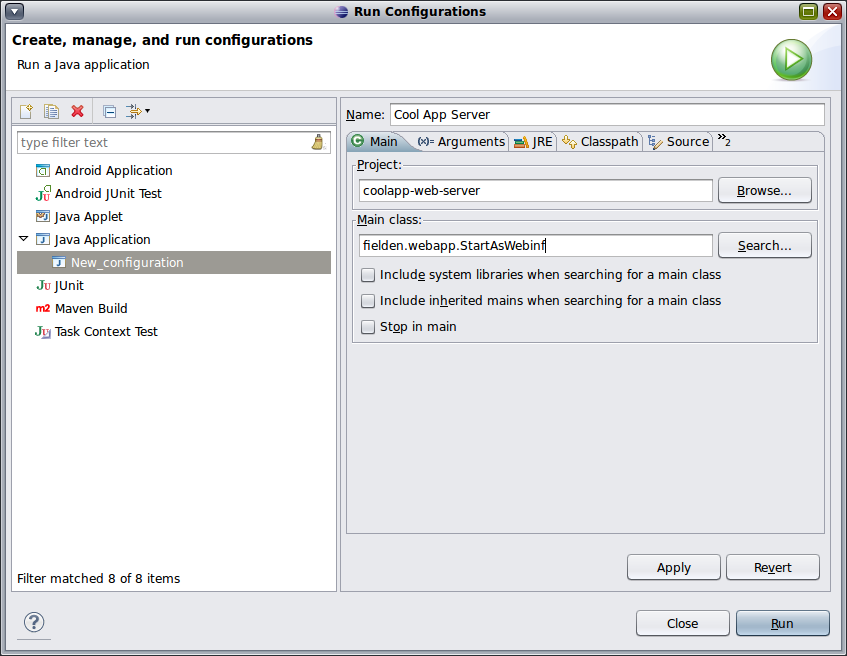 Run Configurations
Create, manage, and run configurations
Run a Java application
Name: Cool App Server
type filter text
Main (x)= Arguments JRE Classpath Source »2
Android Application
Project:
Ju Android JUnit Test
coolapp-web-server Browse...
Java Applet
Main class:
Java Application
fielden.webapp.StartAsWebinf Search...
New_configuration
Include system libraries when searching for a main class
Ju JUnit
Include inherited mains when searching for a main class
m2 Maven Build
Stop in main
Ju Task Context Test
Filter matched 8 of 8 items
Apply Revert
?
Close Run